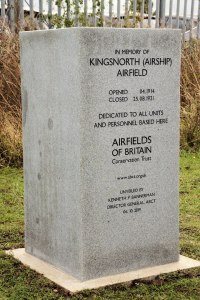 IN MEMORY OF
KINGSNORTH (AIRSHIP)
AIRFIELD
OPENED 04.1914
CLOSED 25.08.1921
DEDICATED TO ALL UNITS
AND PERSONNEL BASED HERE
AIRFIELDS
OF BRITAIN
Conservation Trust
www.abct.org.uk
UNVEILED BY
KENNETH P BANNERMAN
DIRECTOR GENERAL ABCT